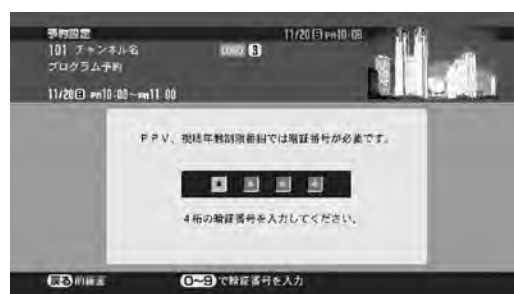 予約設定 11/20(日)PM10:08
101 チャンネル名 3
プログラム予約
11/20(日) PM10:00~PM11:00
PPV、視聴年齢制限番組では暗証番号が必要です。
* * * *
4桁の暗証番号を入力してください。
戻る 前画面 0~9で暗証番号を入力